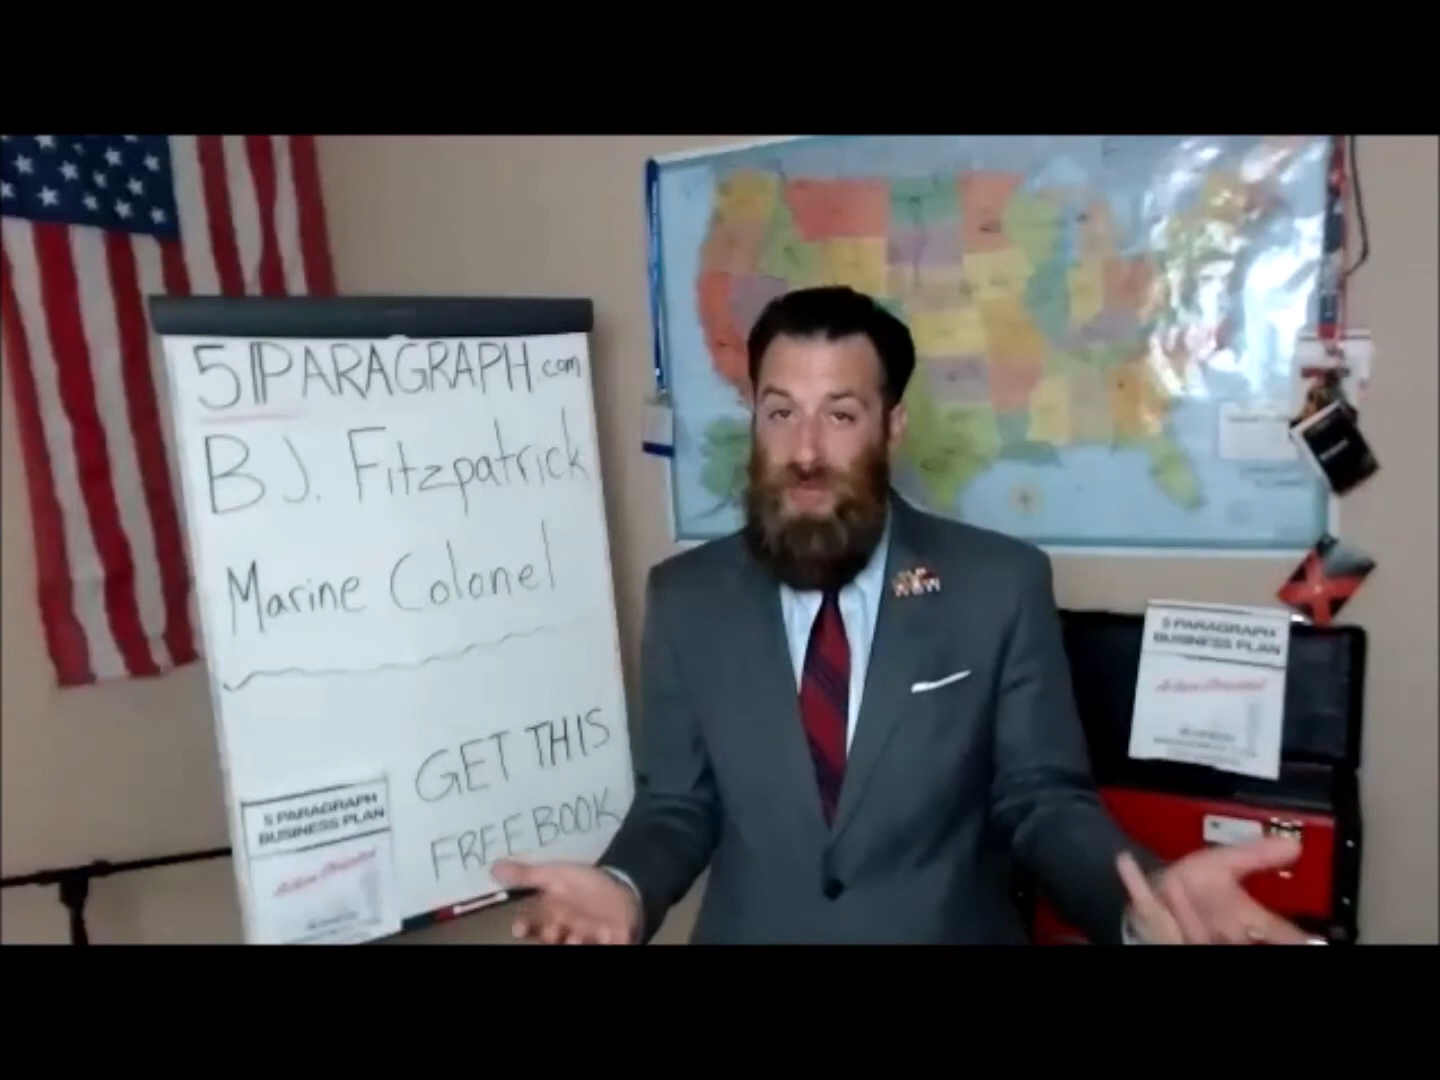 5PARAGRAPH.com
B.J. Fitzpatrick
Marine Colonel
GET THIS
FREE BOOK
5 PARAGRAPH
BUSINESS PLAN
5 PARAGRAPH
BUSINESS PLAN